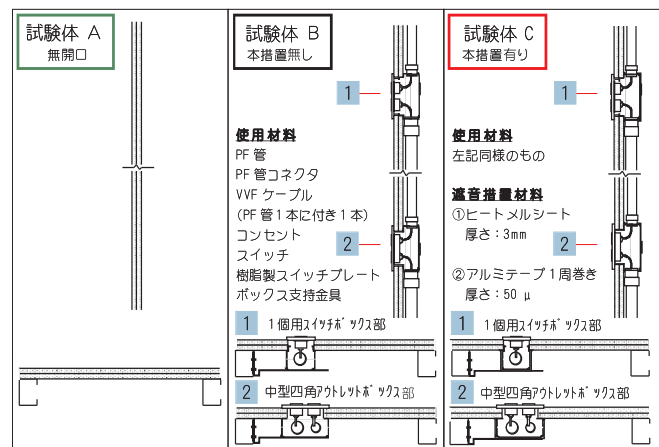 試験体 A
無開口
試験体 B
本措置無し
1
使用材料
PF 管
PF 管コネクタ
VVF ケーブル
(PF 管1本に付き1本)
コンセント
スイッチ
樹脂製スイッチプレート
ボックス支持金具
2
1 1個用スイッチボックス部
2 中型四角アウトレットボックス部
試験体 C
本措置有り
1
使用材料
左記同様のもの
遮音措置材料
①ヒートメルシート
厚さ：3mm
2
②アルミテープ1周巻き
厚さ：50 μ
1 1個用スイッチボックス部
2 中型四角アウトレットボックス部